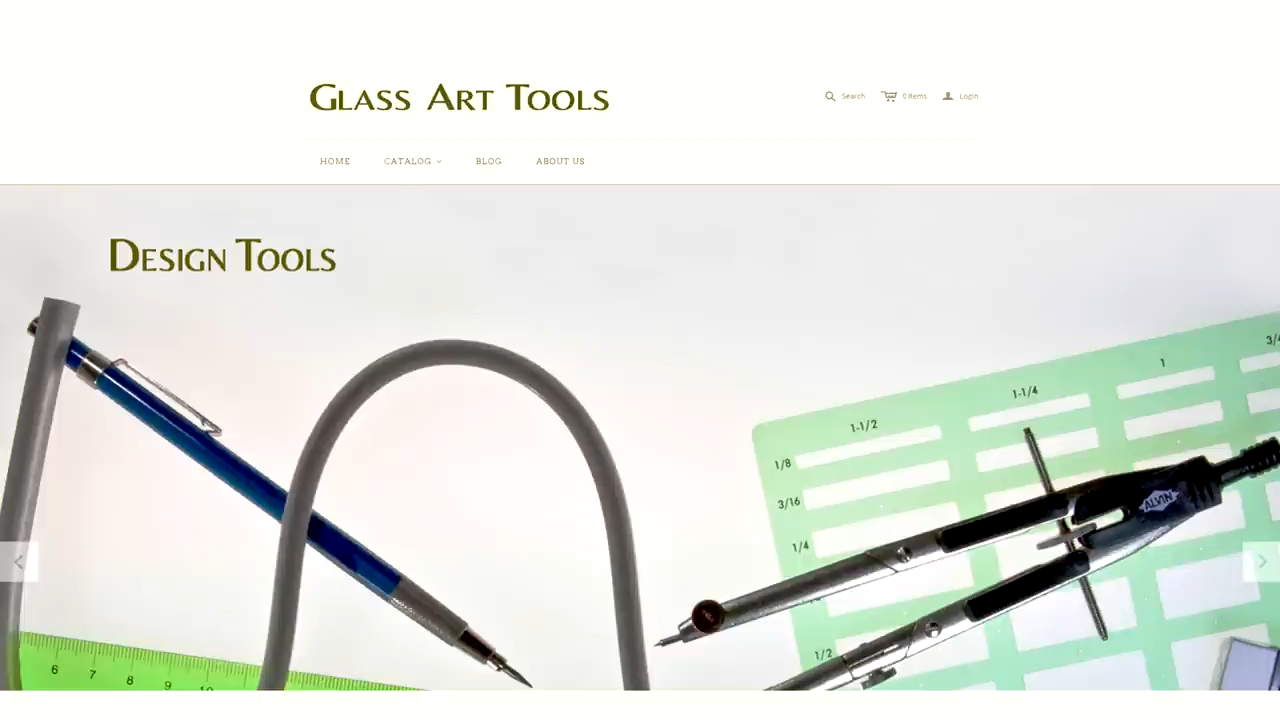 GLASS ART TOOLS
Search
0 Items
Login
HOME
CATALOG
BLOG
ABOUT US
DESIGN TOOLS
3/4
1
1-1/4
1-1/2
1/8
3/16
1/4
1/2
ALVIN
6 7 8 9 10